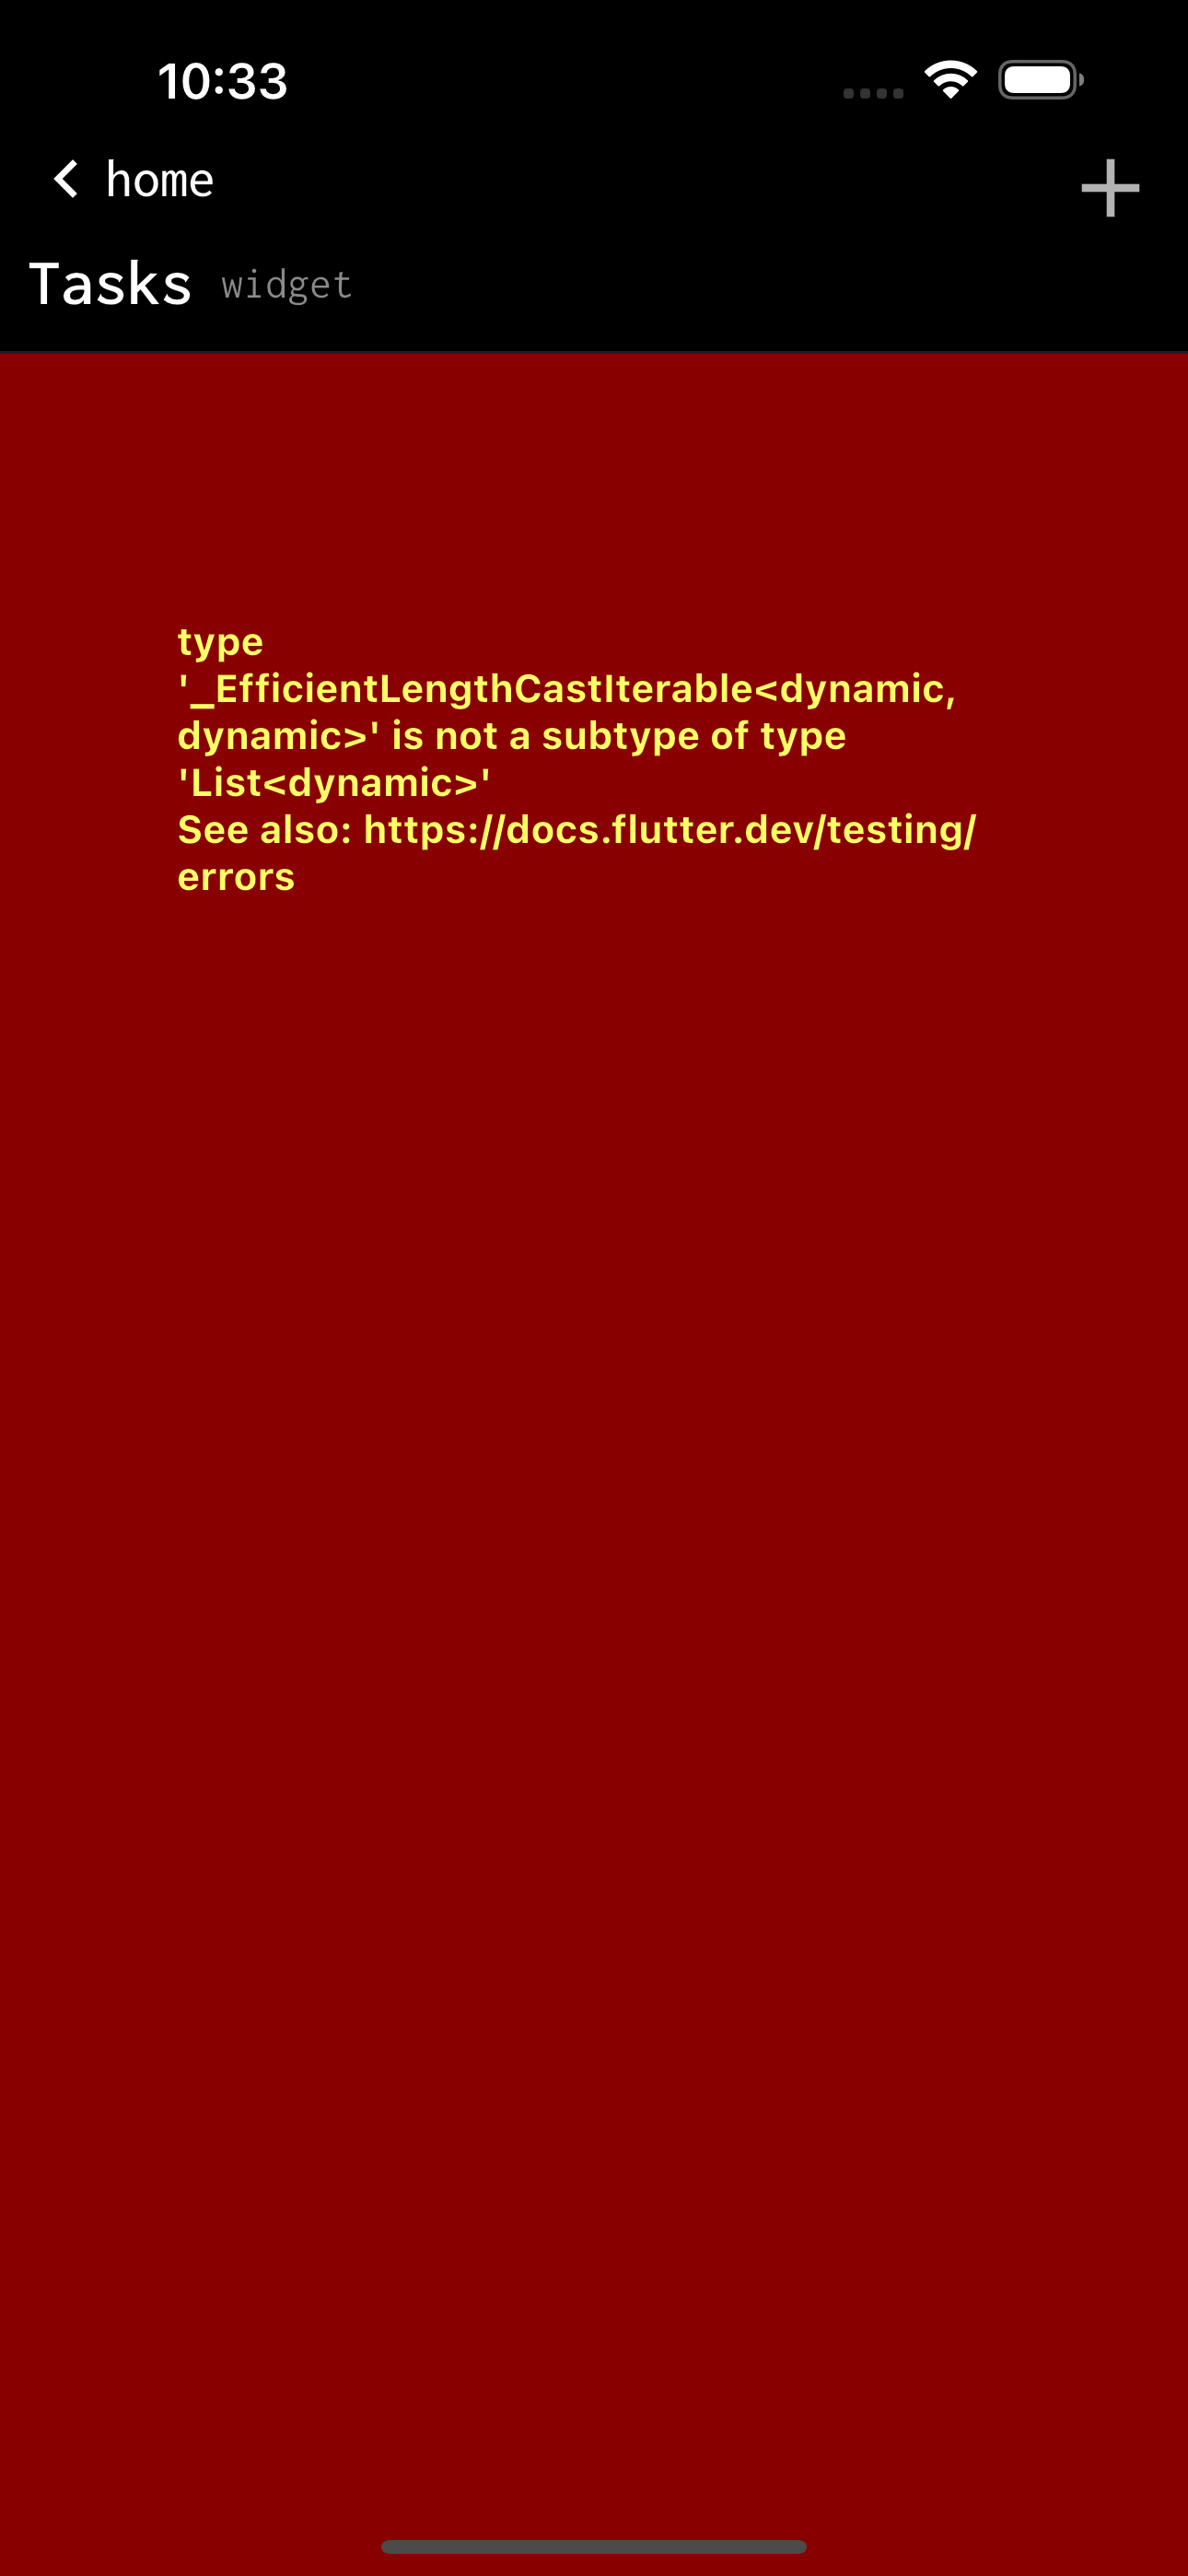 10:33
home
Tasks widget
type
'_EfficientLengthCastIterable<dynamic,
dynamic>' is not a subtype of type
'List<dynamic>'
See also: https://docs.flutter.dev/testing/
errors